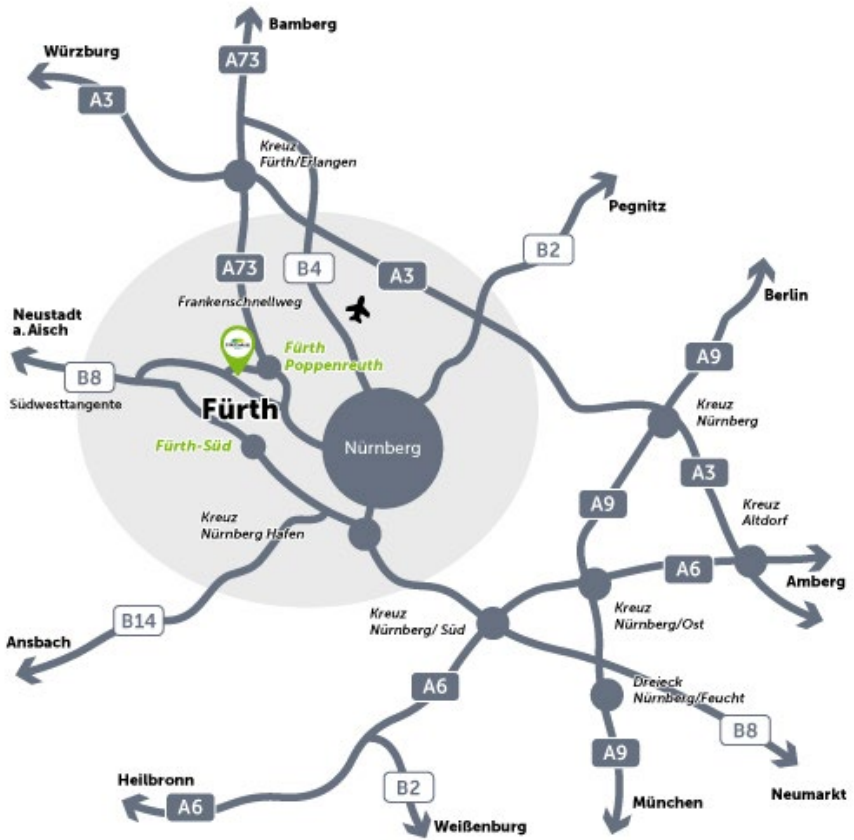 Bamberg
Würzburg
A73
A3
Kreuz
Fürth/Erlangen
Pegnitz
B2
A73
B4
A3
Berlin
Frankenschnellweg
Neustadt
a. Aisch
Fürth
Poppenreuth
A9
B8
Südwesttangente
Fürth
Kreuz
Nürnberg
Fürth-Süd
Nürnberg
A3
A9
Kreuz
Altdorf
Kreuz
Nürnberg Hafen
A6
Amberg
B14
Kreuz
Nürnberg/ Süd
Kreuz
Nürnberg/Ost
Ansbach
A6
Dreieck
Nürnberg/Feucht
B8
A9
Heilbronn
A6
B2
München
Neumarkt
Weißenburg